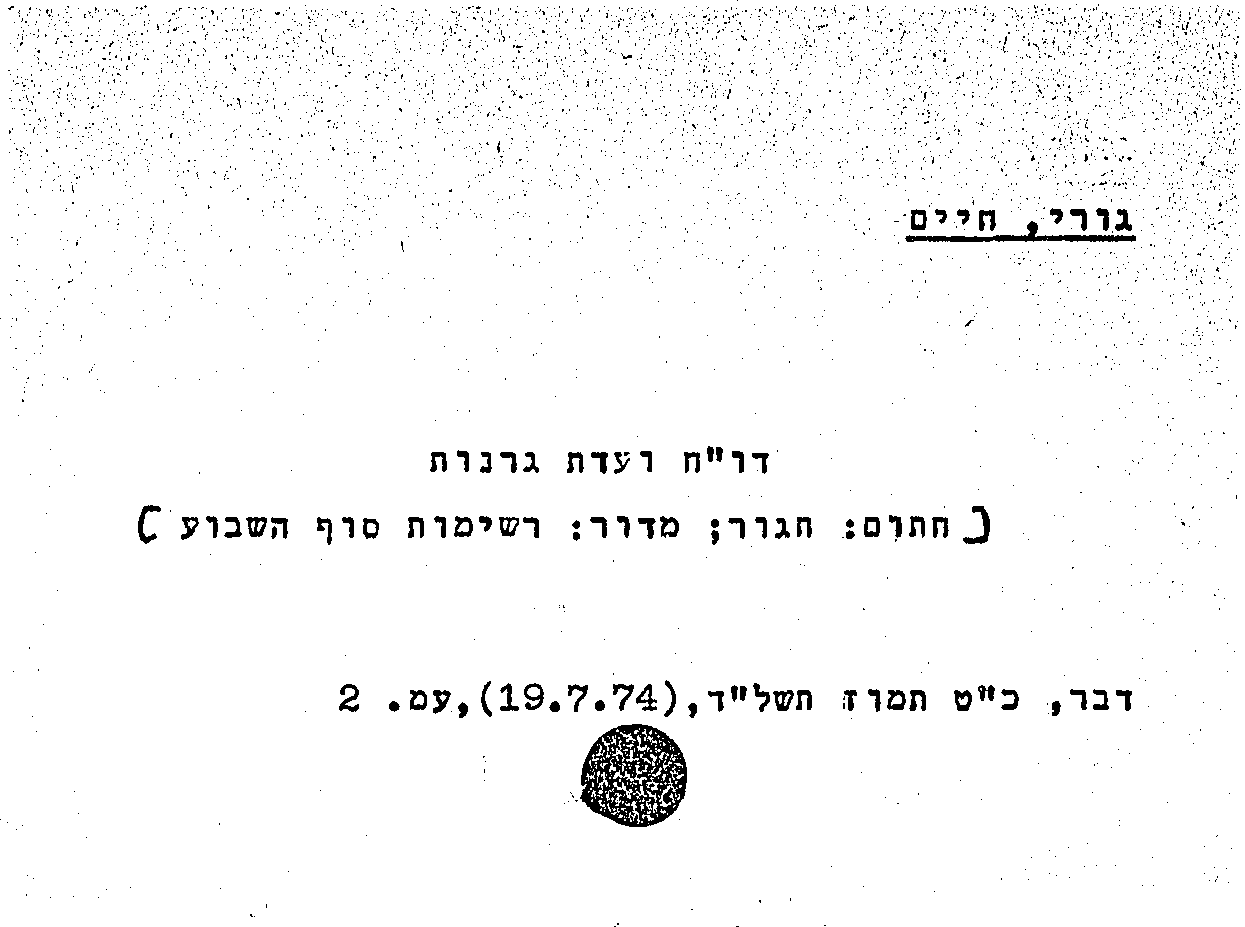 גורי, חיים
דו"ח ועדת גרנות
[חתום: חגור; מדור: רשימות סוף השבוע]
דבר, כ"ט תמוז תשל"ד,(19.7.74),עמ. 2